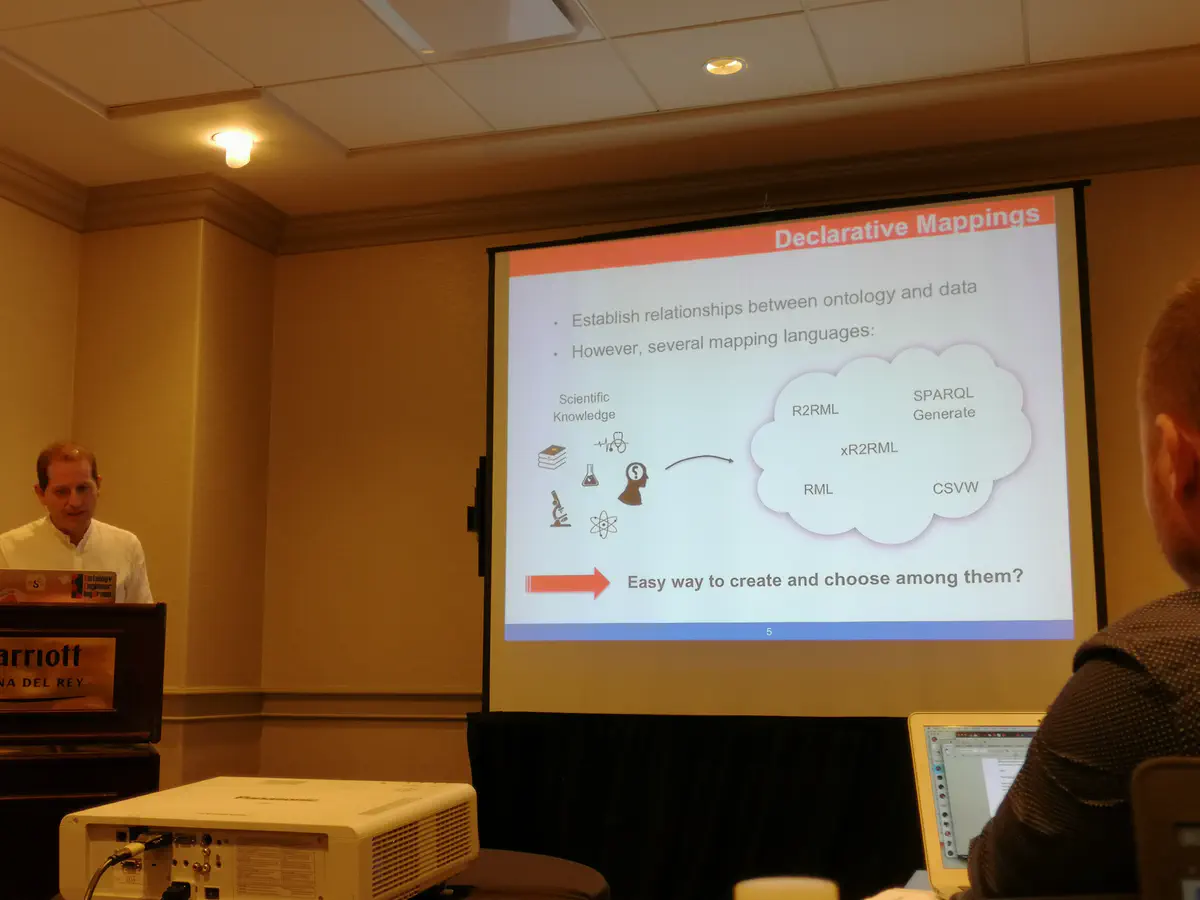 Declarative Mappings
• Establish relationships between ontology and data
• However, several mapping languages:
Scientific
Knowledge
R2RML
SPARQL
Generate
xR2RML
RML
CSVW
Easy way to create and choose among them?
5
arriott
NA DEL REY